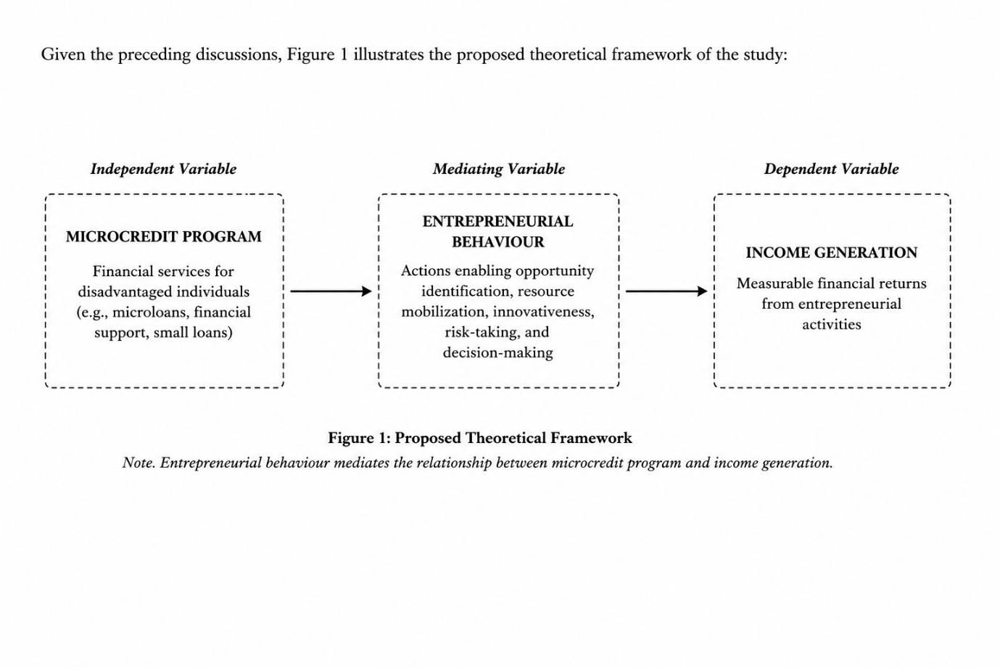 Given the preceding discussions, Figure 1 illustrates the proposed theoretical framework of the study:
Independent Variable
MICROCREDIT PROGRAM
Financial services for
disadvantaged individuals
(e.g., microloans, financial
support, small loans)
Mediating Variable
ENTREPRENEURIAL
BEHAVIOUR
Actions enabling opportunity
identification, resource
mobilization, innovativeness,
risk-taking, and
decision-making
Dependent Variable
INCOME GENERATION
Measurable financial returns
from entrepreneurial
activities
Figure 1: Proposed Theoretical Framework
Note. Entrepreneurial behaviour mediates the relationship between microcredit program and income generation.